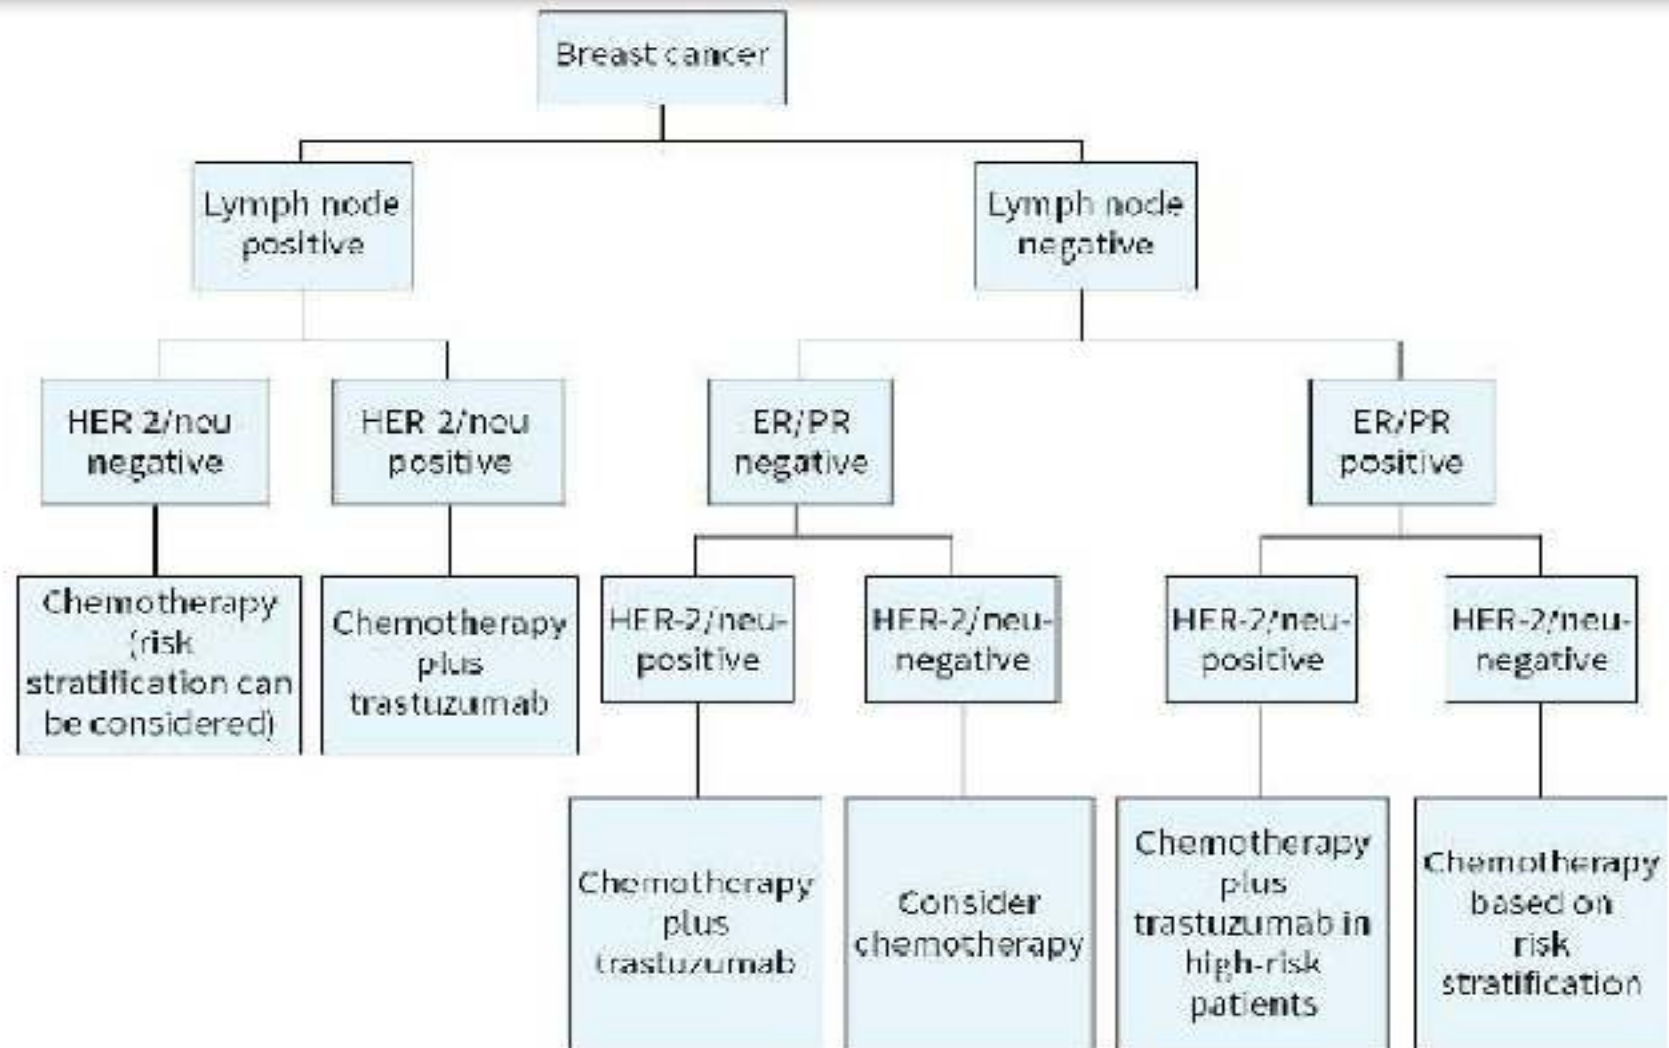 Breast cancer
Lymph node
positive
Lymph node
negative
HER 2/neu
negative
HER 2/neu
positive
ER/PR
negative
ER/PR
positive
Chemotherapy
(risk
stratification can
be considered)
Chemotherapy
plus
trastuzumab
HER-2/neu-
positive
HER-2/neu-
negative
HER-2/neu-
positive
HER-2/neu-
negative
Chemotherapy
plus
trastuzumab
Consider
chemotherapy
Chemotherapy
plus
trastuzumab in
high-risk
patients
Chemotherapy
based on
risk
stratification